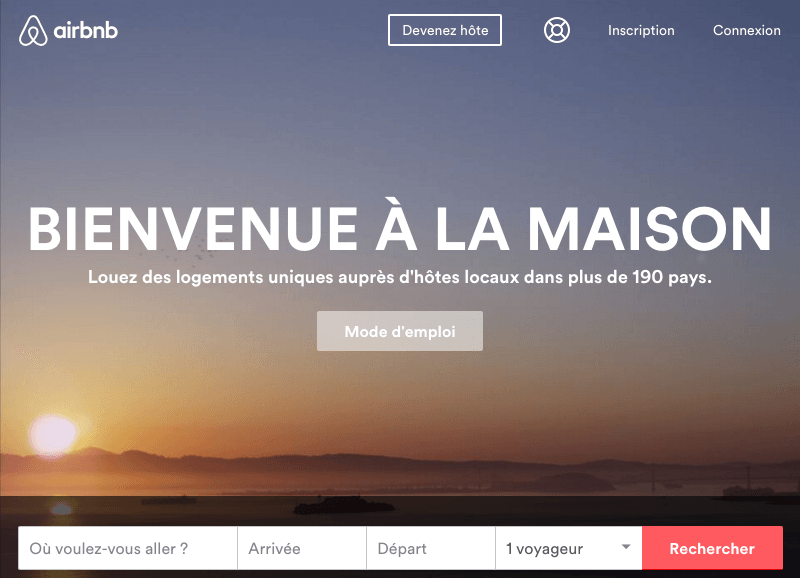 airbnb
Devenez hôte
Inscription
Connexion
BIENVENUE À LA MAISON
Louez des logements uniques auprès d'hôtes locaux dans plus de 190 pays.
Mode d'emploi
Où voulez-vous aller ?
Arrivée
Départ
1 voyageur
Rechercher